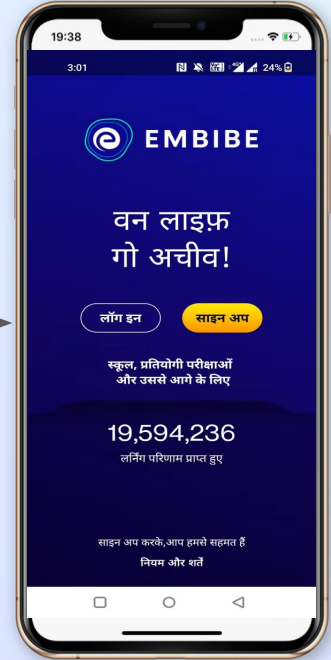 19:38
3:01 24%
EMBIBE
वन लाइफ़
गो अचीव!
लॉग इन साइन अप
स्कूल, प्रतियोगी परीक्षाओं
और उससे आगे के लिए
19,594,236
लर्निंग परिणाम प्राप्त हुए
साइन अप करके,आप हमसे सहमत हैं
नियम और शर्तें